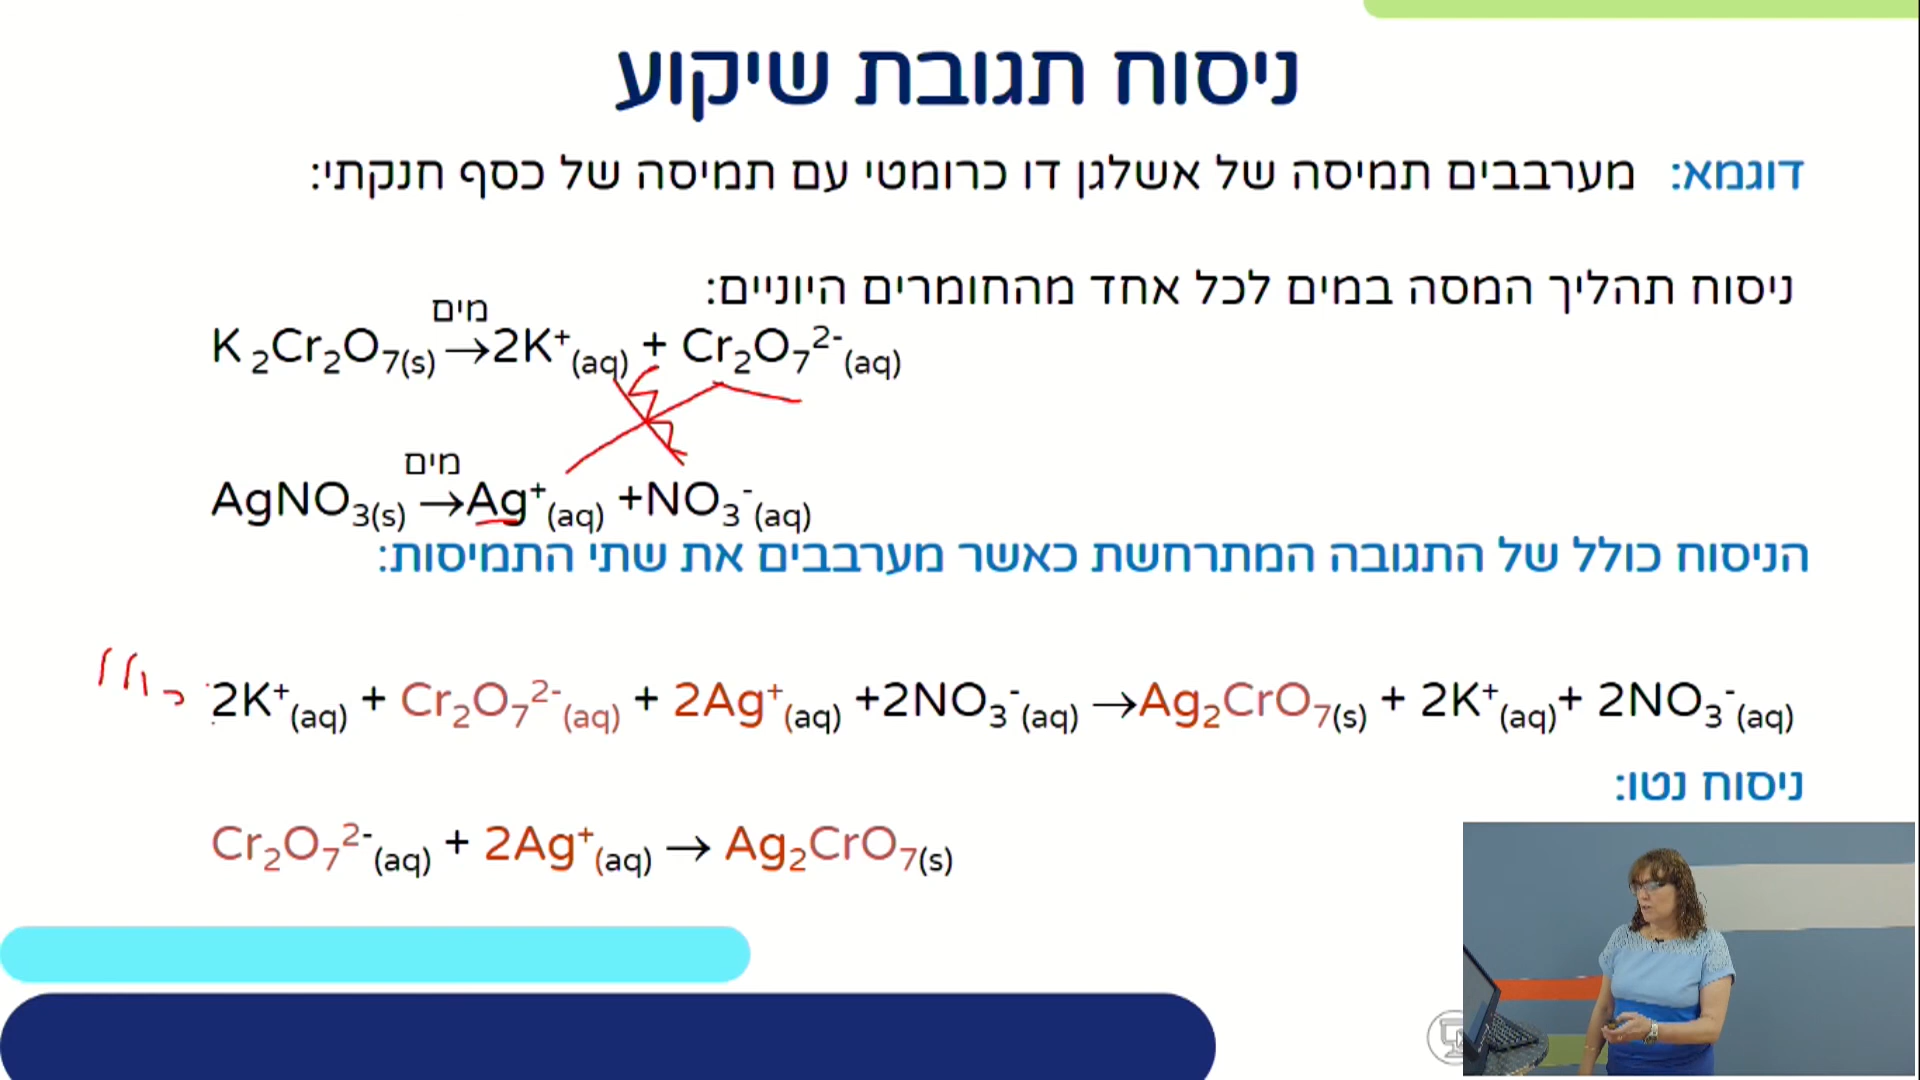 ניסוח תגובת שיקוע
דוגמא: מערבבים תמיסה של אשלגן דו כרומטי עם תמיסה של כסף חנקתי:
ניסוח תהליך המסה במים לכל אחד מהחומרים היוניים:
מים
K₂Cr₂O₇(s) →2K⁺(aq) + Cr₂O₇²⁻(aq)
מים
AgNO₃(s) →Ag⁺(aq) +NO₃⁻(aq)
הניסוח כולל של התגובה המתרחשת כאשר מערבבים את שתי התמיסות:
2K⁺(aq) + Cr₂O₇²⁻(aq) + 2Ag⁺(aq) +2NO₃⁻(aq) →Ag₂CrO₇(s) + 2K⁺(aq)+ 2NO₃⁻(aq)
ניסוח נטו:
Cr₂O₇²⁻(aq) + 2Ag⁺(aq) → Ag₂CrO₇(s)